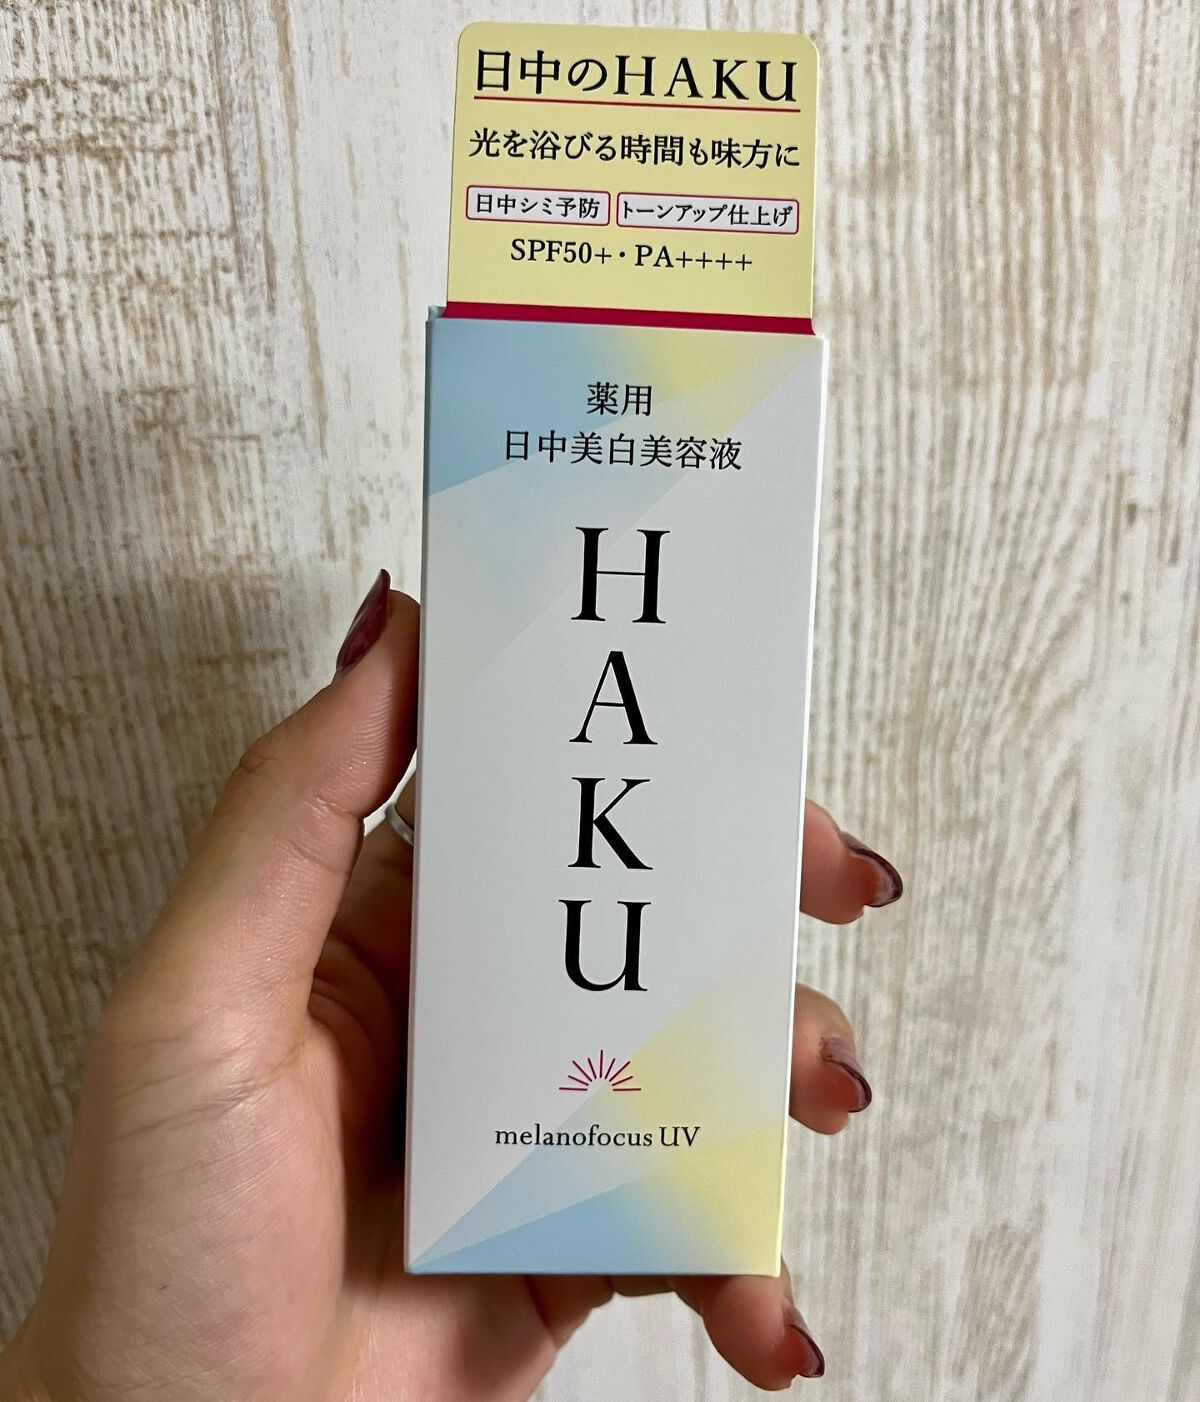 日中のHAKU
光を浴びる時間も味方に
日中シミ予防 トーンアップ仕上げ
SPF50+・PA++++
薬用
日中美白美容液
HAKU
melanofocus UV